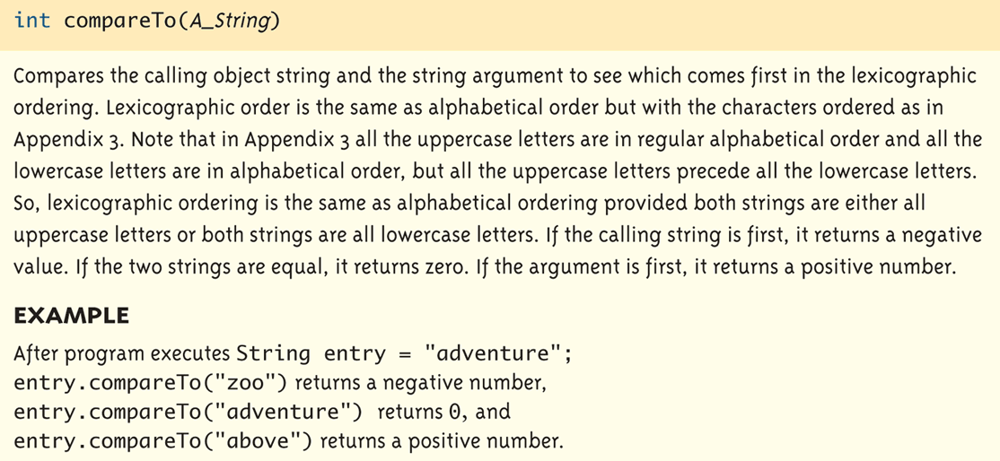 int compareTo(A_String)
Compares the calling object string and the string argument to see which comes first in the lexicographic
ordering. Lexicographic order is the same as alphabetical order but with the characters ordered as in
Appendix 3. Note that in Appendix 3 all the uppercase letters are in regular alphabetical order and all the
lowercase letters are in alphabetical order, but all the uppercase letters precede all the lowercase letters.
So, lexicographic ordering is the same as alphabetical ordering provided both strings are either all
uppercase letters or both strings are all lowercase letters. If the calling string is first, it returns a negative
value. If the two strings are equal, it returns zero. If the argument is first, it returns a positive number.
EXAMPLE
After program executes String entry = "adventure";
entry.compareTo("zoo") returns a negative number,
entry.compareTo("adventure") returns 0, and
entry.compareTo("above") returns a positive number.